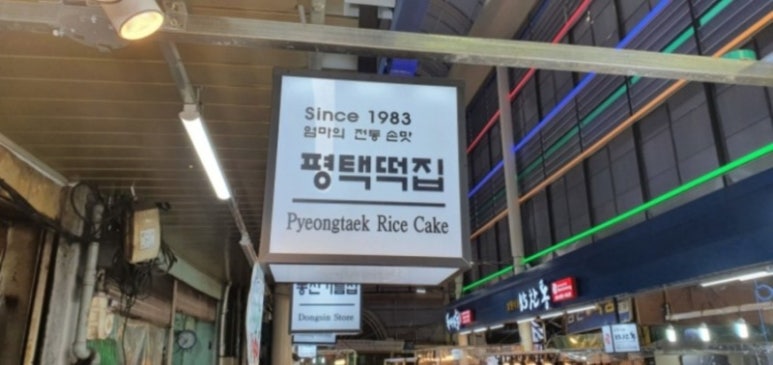 Since 1983
엄마의 전통 손맛
평택떡집
Pyeongtaek Rice Cake
Dongsin Store